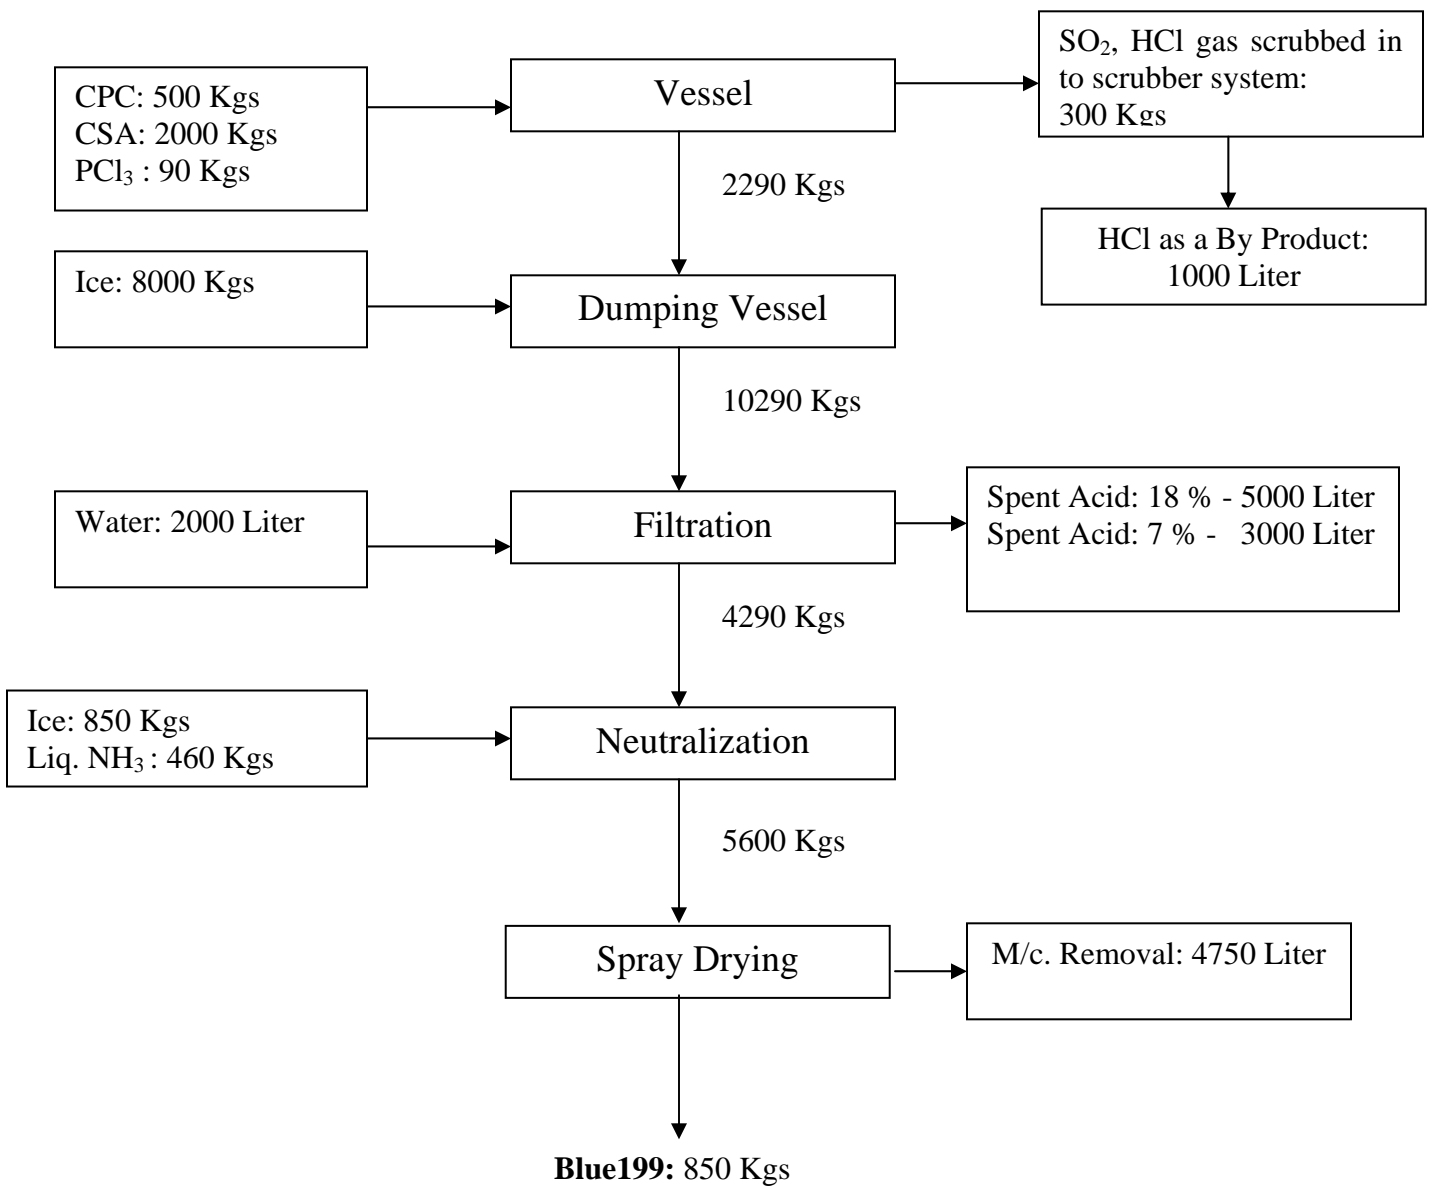 SO₂, HCl gas scrubbed in
to scrubber system:
300 Kgs
CPC: 500 Kgs
CSA: 2000 Kgs
PCl₃ : 90 Kgs
Vessel
2290 Kgs
HCl as a By Product:
1000 Liter
Ice: 8000 Kgs
Dumping Vessel
10290 Kgs
Water: 2000 Liter
Filtration
Spent Acid: 18 % - 5000 Liter
Spent Acid: 7 % - 3000 Liter
4290 Kgs
Ice: 850 Kgs
Liq. NH₃ : 460 Kgs
Neutralization
5600 Kgs
Spray Drying
M/c. Removal: 4750 Liter
Blue199: 850 Kgs